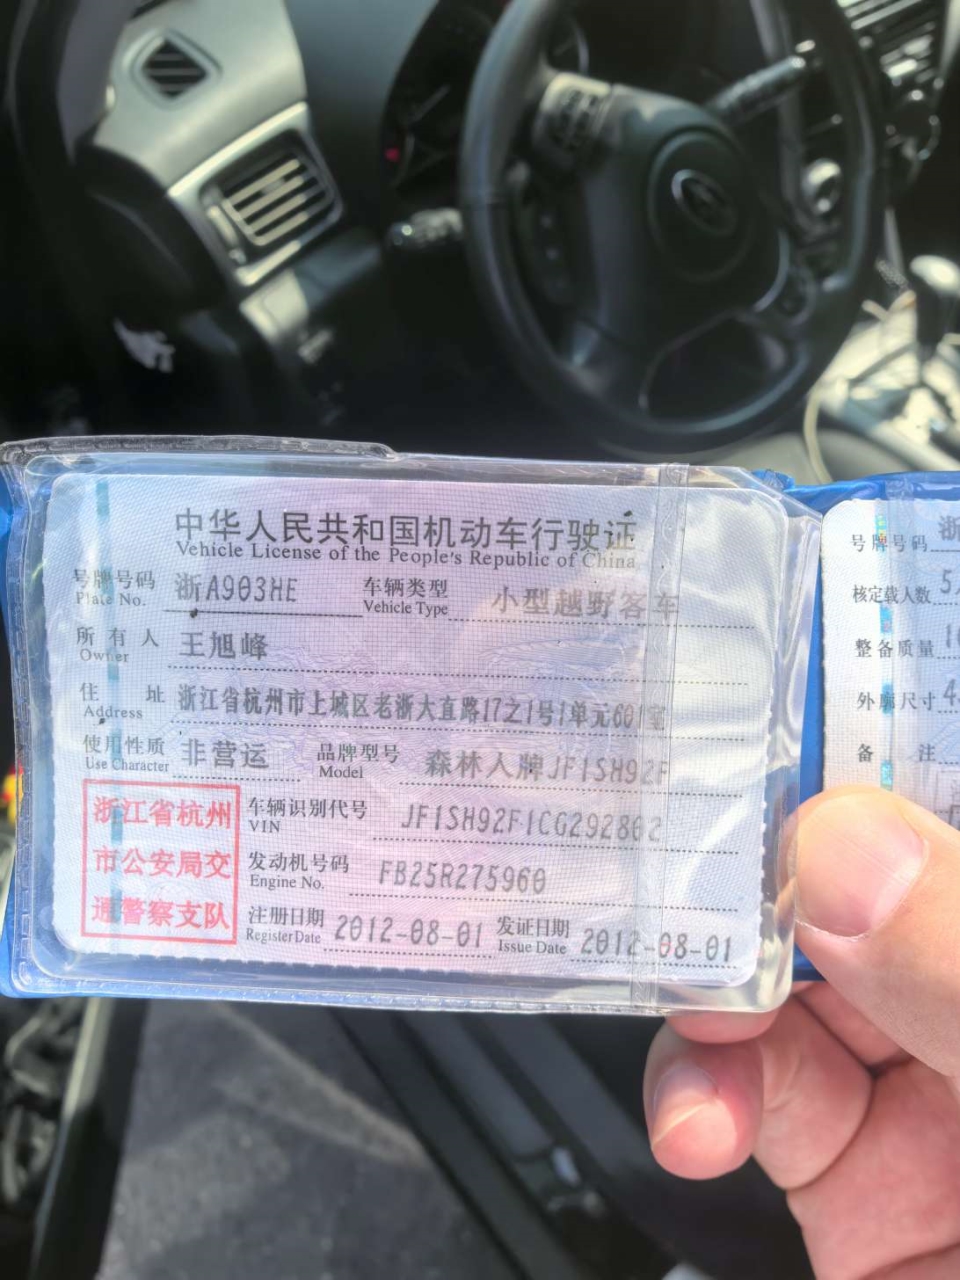 中华人民共和国机动车行驶证
Vehicle License of the People's Republic of China
号牌号码 浙A903HE 车辆类型 小型越野客车
Plate No. Vehicle Type
所有人 王旭峰
Owner
住址 浙江省杭州市上城区老浙大直路17之1号1单元601室
Address
使用性质 非营运 品牌型号 森林人牌JF1SH92F
Use Character Model
浙江省杭州
市公安局交
通警察支队
车辆识别代号 JF1SH92F1CG292802
VIN
发动机号码 FB25R275960
Engine No.
注册日期 2012-08-01 发证日期 2012-08-01
Register Date Issue Date
号牌号码 浙
核定载人数 5
整备质量 1
外廓尺寸 4
备注